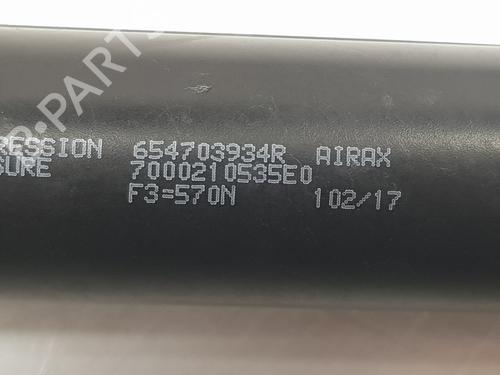 RESSION 654703934R AIRAX
SURE 7000210535E0
F3=570N 102/17